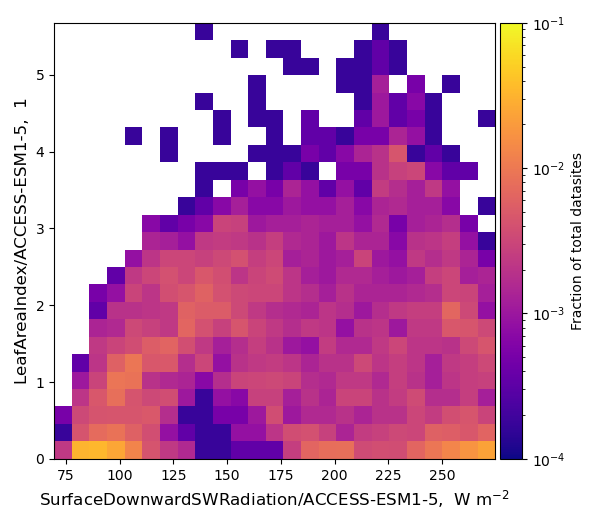 5
4
3
2
1
0
LeafAreaIndex/ACCESS-ESM1-5,  1
75 100 125 150 175 200 225 250
SurfaceDownwardSWRadiation/ACCESS-ESM1-5,  W m⁻²
10⁻¹
10⁻²
10⁻³
10⁻⁴
Fraction of total datasites